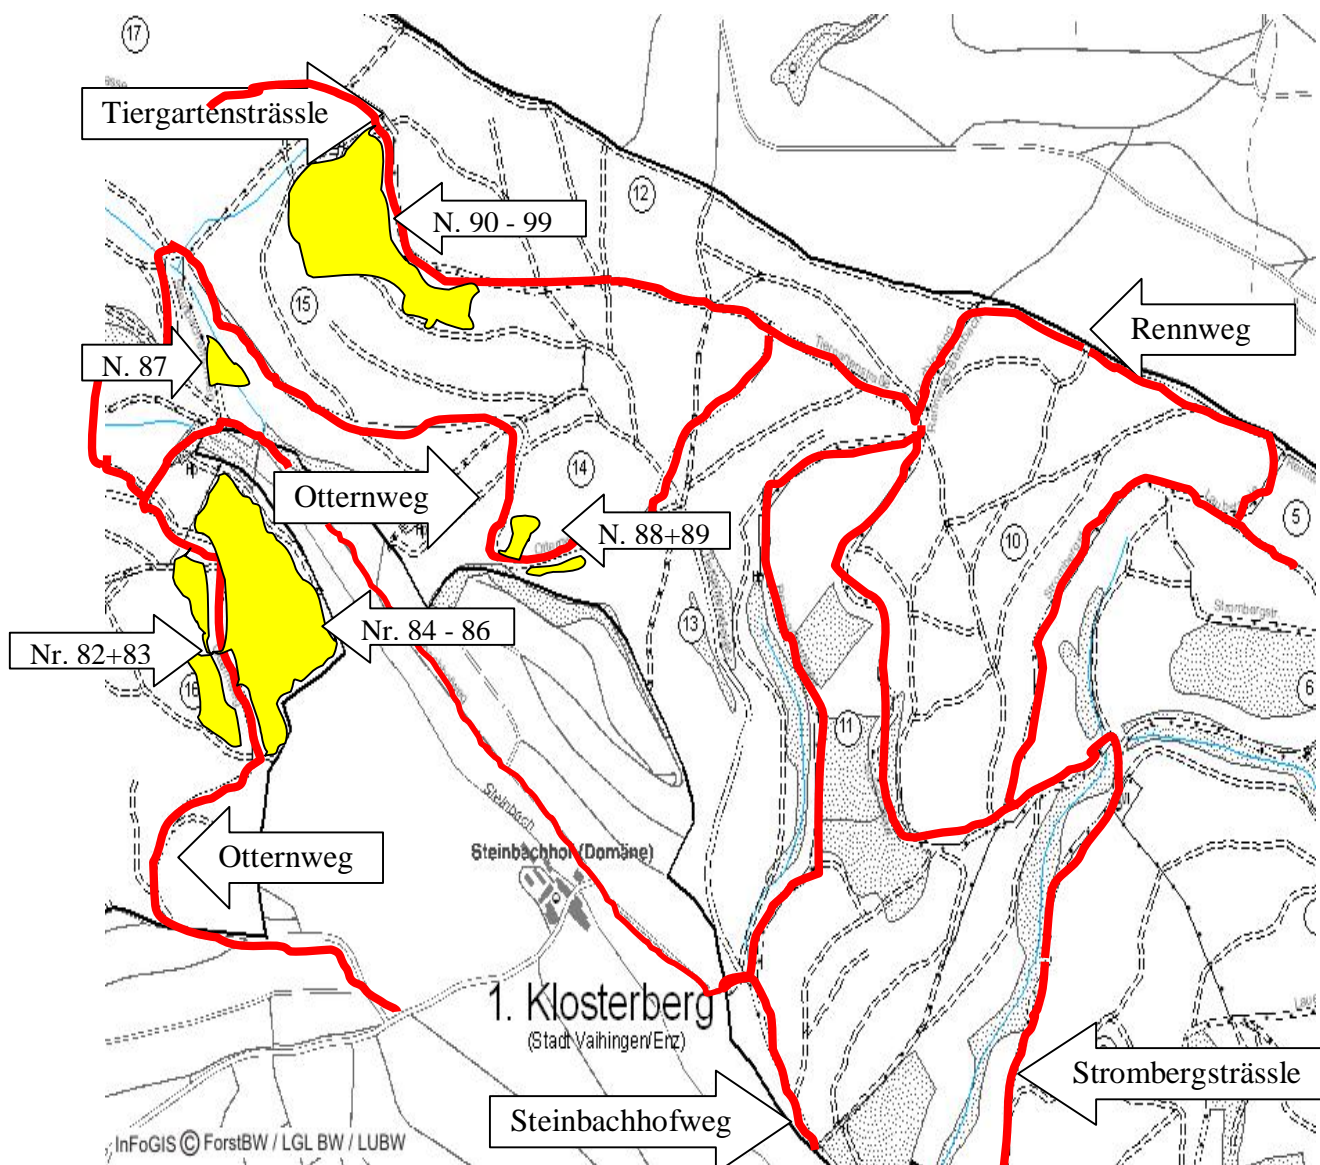 17
Tiergartensträssle
12
N. 90 - 99
15
Rennweg
N. 87
Otternweg
14
N. 88+89
5
10
Strombergstr.
13
Nr. 84 - 86
Nr. 82+83
16
6
11
Steinbach
Otternweg
Steinbachhof (Domäne)
1. Klosterberg
(Stadt Vaihingen/Enz)
Strombergsträssle
Steinbachhofweg
InFoGIS © ForstBW / LGL BW / LUBW